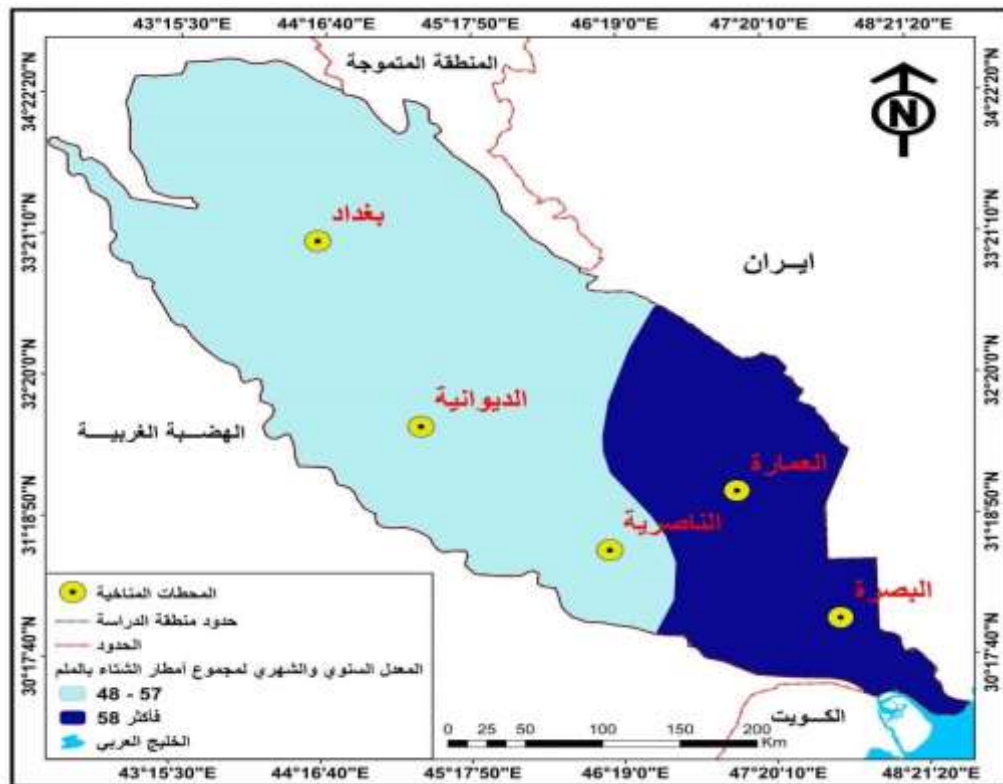 43°15'30"E 44°16'40"E 45°17'50"E 46°19'0"E 47°20'10"E 48°21'20"E
34°22'20"N
33°21'10"N
32°20'0"N
31°18'50"N
30°17'40"N
34°22'20"N
33°21'10"N
32°20'0"N
31°18'50"N
30°17'40"N
المنطقة المتموجة
N
بغداد
ايــران
الديوانية
الهضــبة الغربيـــة
العمارة
الناصرية
البصرة
الكـويت
المحطات المناخية
حدود منطقة الدراسة
الحدود
المعدل السنوي والشهري لمجموع أمطار الشتاء بالملم
48 - 57
58 فأكثر
الخليج العربي
0 25 50 100 150 200
Km
43°15'30"E 44°16'40"E 45°17'50"E 46°19'0"E 47°20'10"E 48°21'20"E